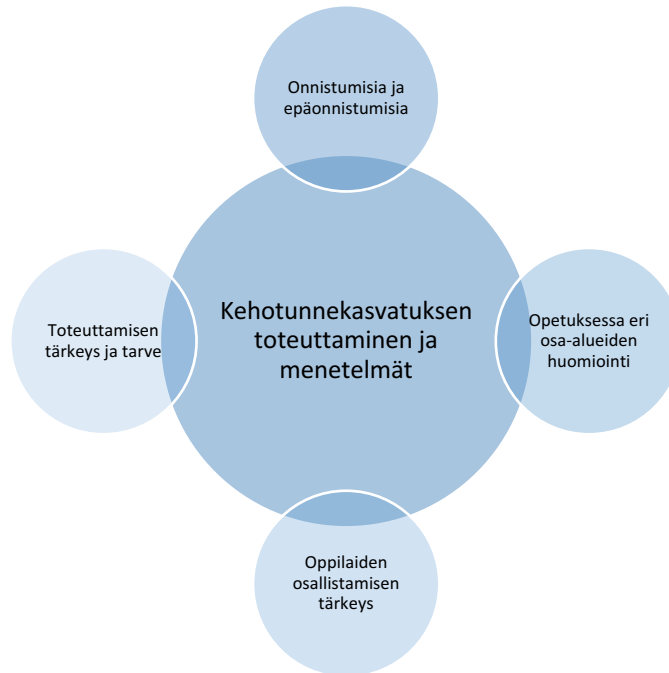 Onnistumisia ja
epäonnistumisia
Kehotunnekasvatuksen
toteuttaminen ja
menetelmät
Toteuttamisen
tärkeys ja tarve
Opetuksessa eri
osa-alueiden
huomiointi
Oppilaiden
osallistamisen
tärkeys